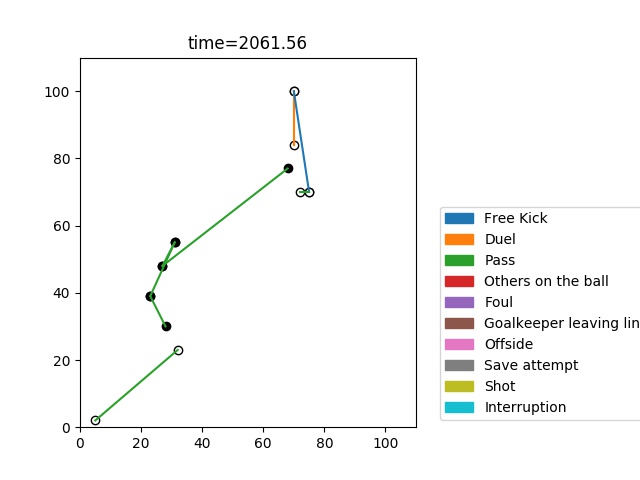 time=2061.56
100
80
60
40
20
0
0 20 40 60 80 100
Free Kick
Duel
Pass
Others on the ball
Foul
Goalkeeper leaving lin
Offside
Save attempt
Shot
Interruption